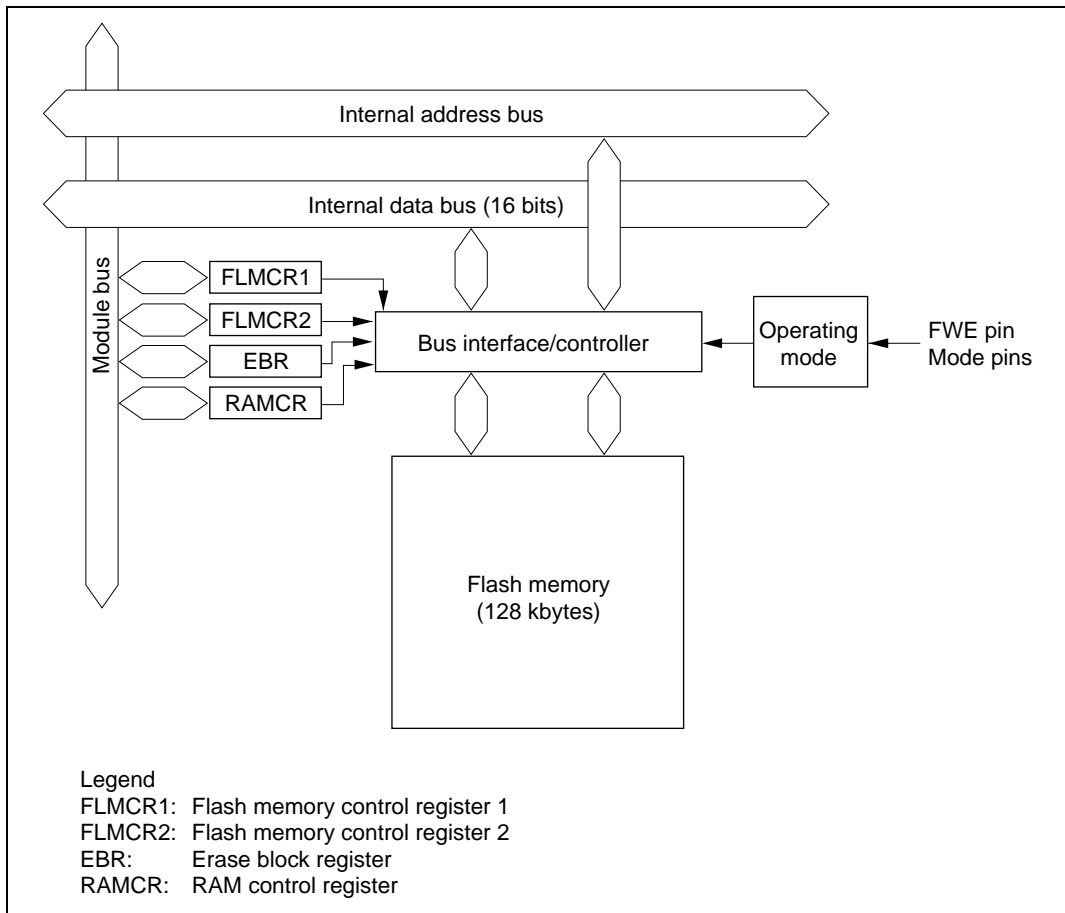 Internal address bus
Internal data bus (16 bits)
Module bus
FLMCR1
FLMCR2
EBR
RAMCR
Bus interface/controller
Operating
mode
FWE pin
Mode pins
Flash memory
(128 kbytes)
Legend
FLMCR1: Flash memory control register 1
FLMCR2: Flash memory control register 2
EBR: Erase block register
RAMCR: RAM control register